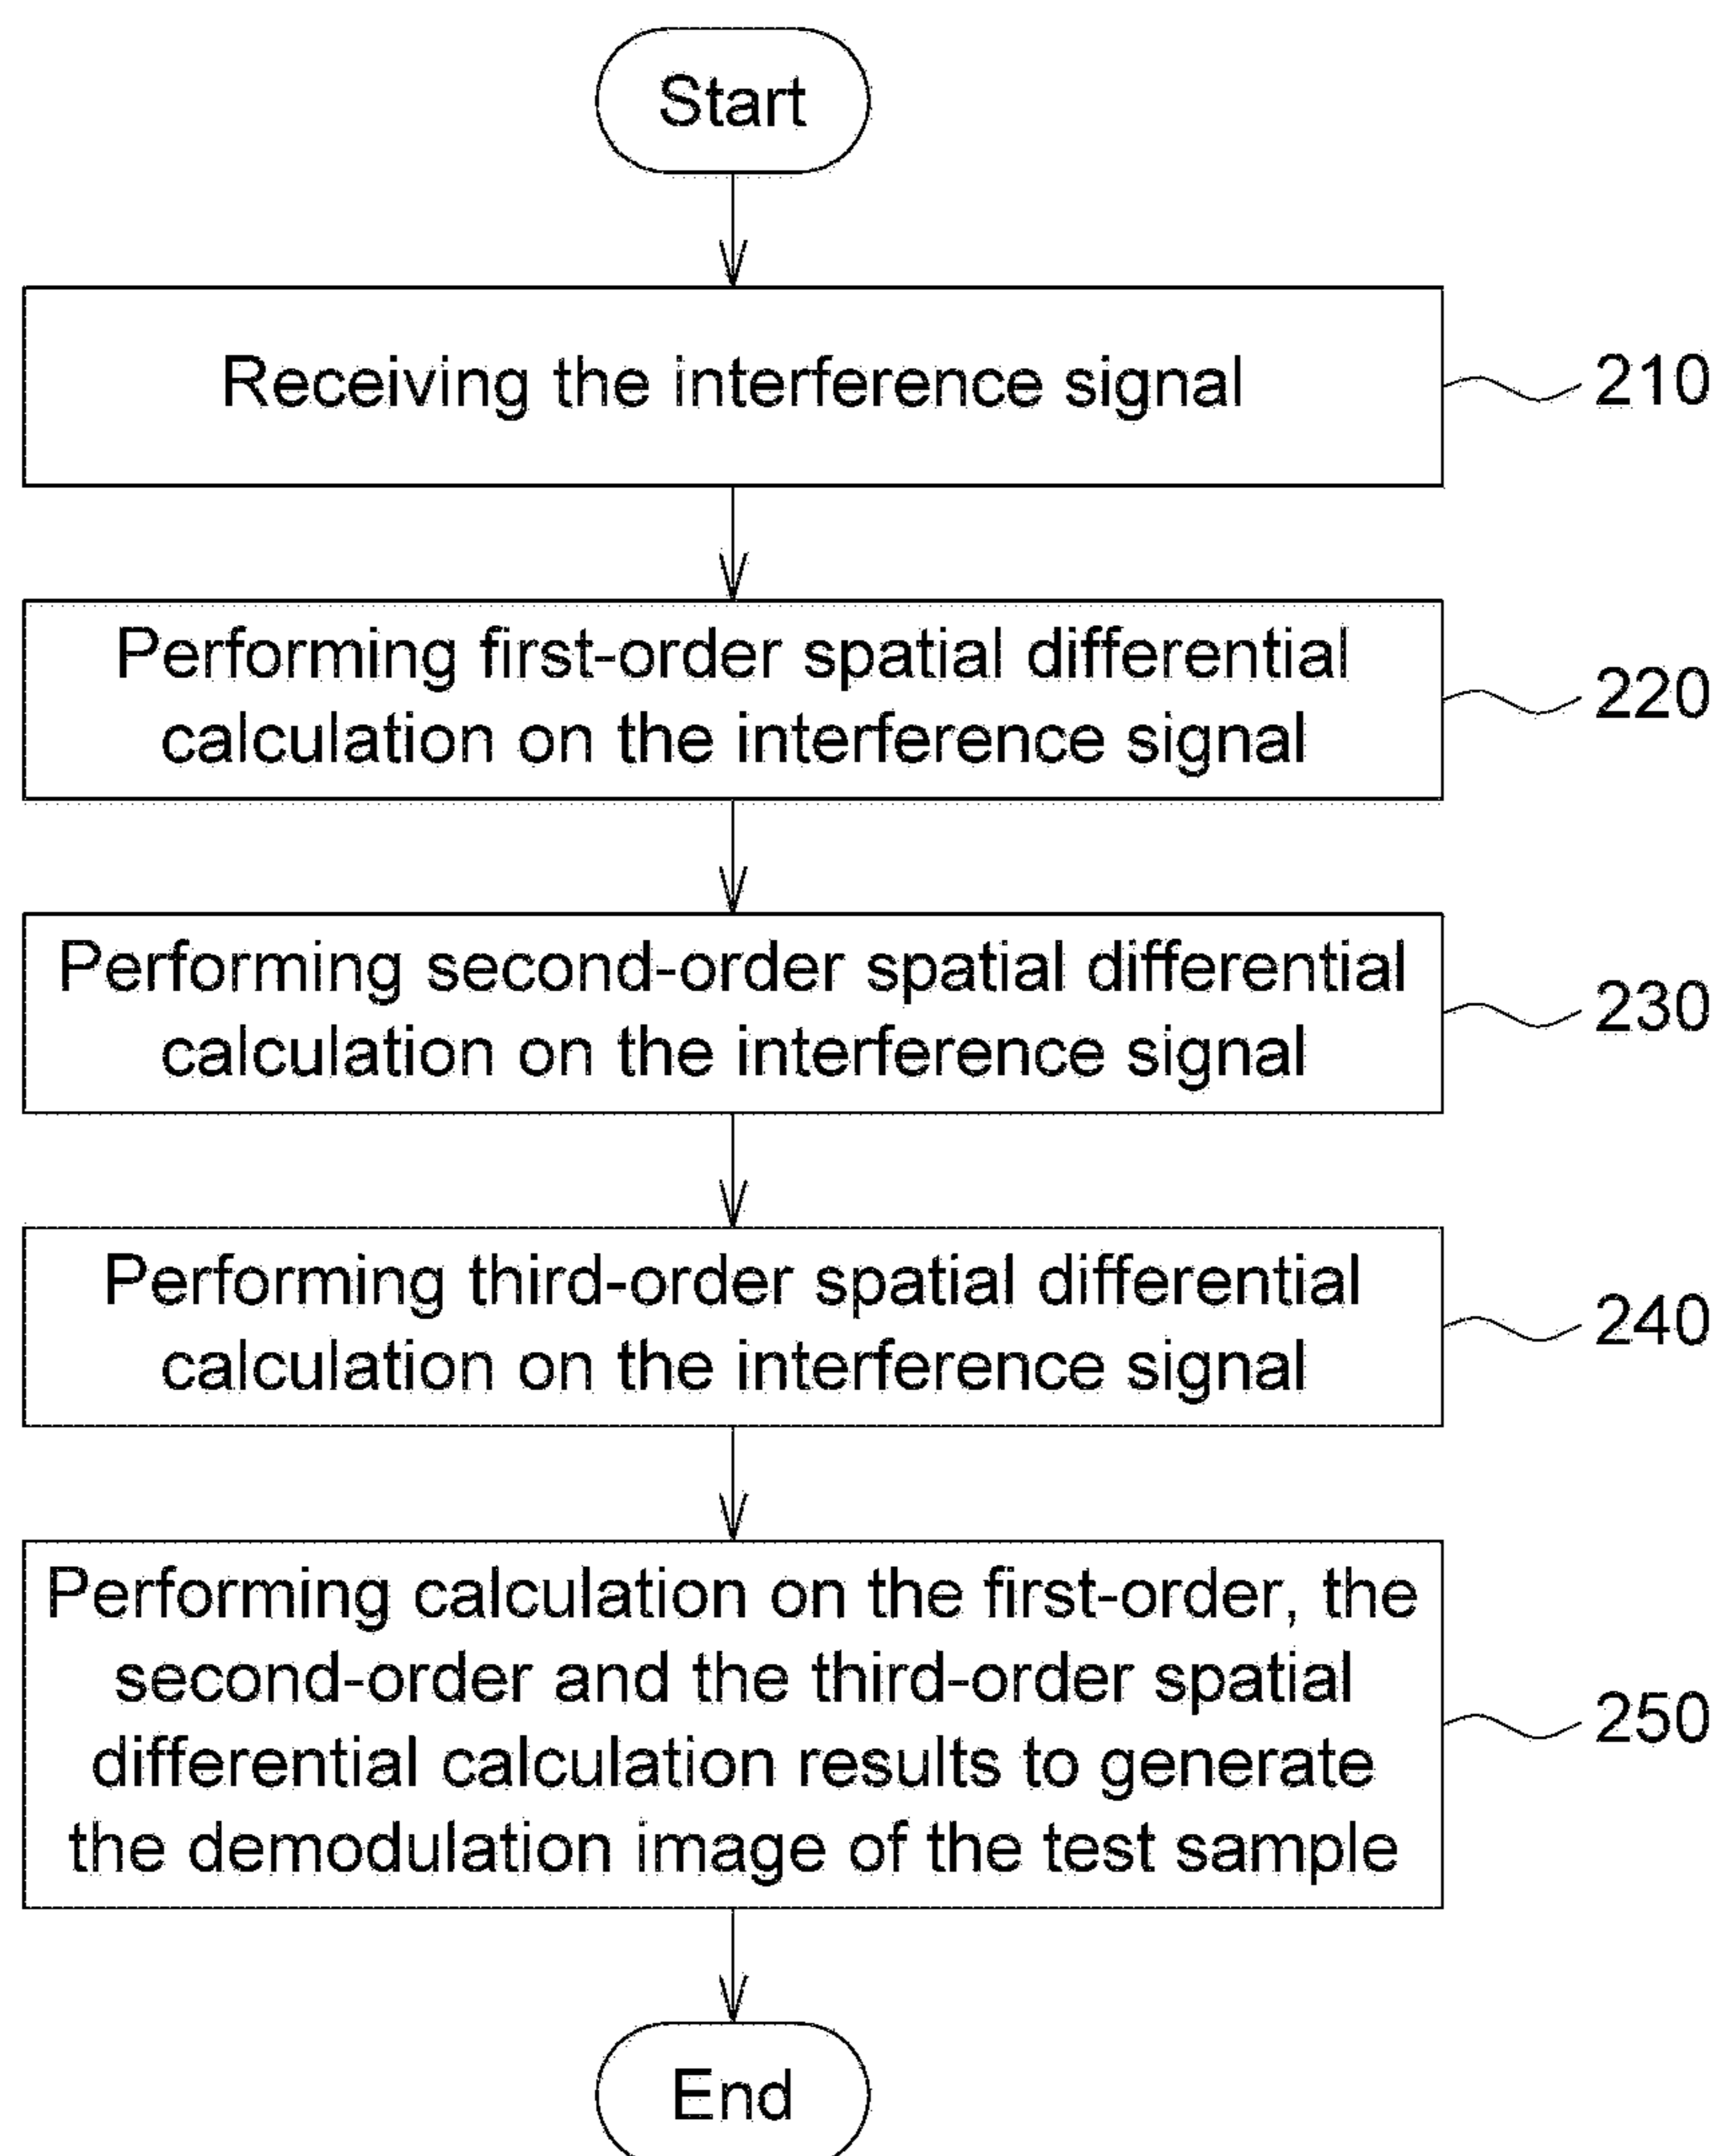 Start
Receiving the interference signal
210
Performing first-order spatial differential
calculation on the interference signal
220
Performing second-order spatial differential
calculation on the interference signal
230
Performing third-order spatial differential
calculation on the interference signal
240
Performing calculation on the first-order, the
second-order and the third-order spatial
differential calculation results to generate
the demodulation image of the test sample
250
End